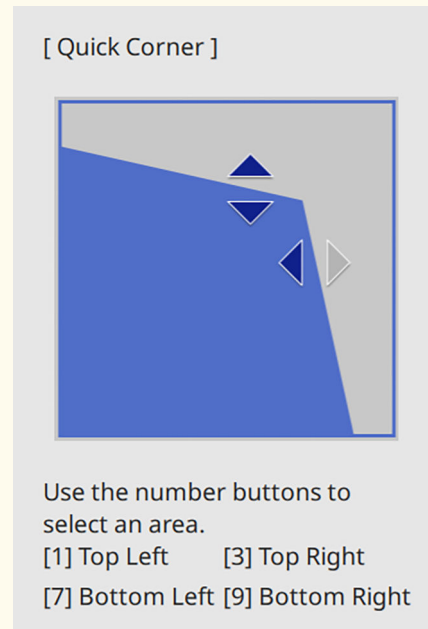 [ Quick Corner ]
Use the number buttons to
select an area.
[1] Top Left [3] Top Right
[7] Bottom Left [9] Bottom Right